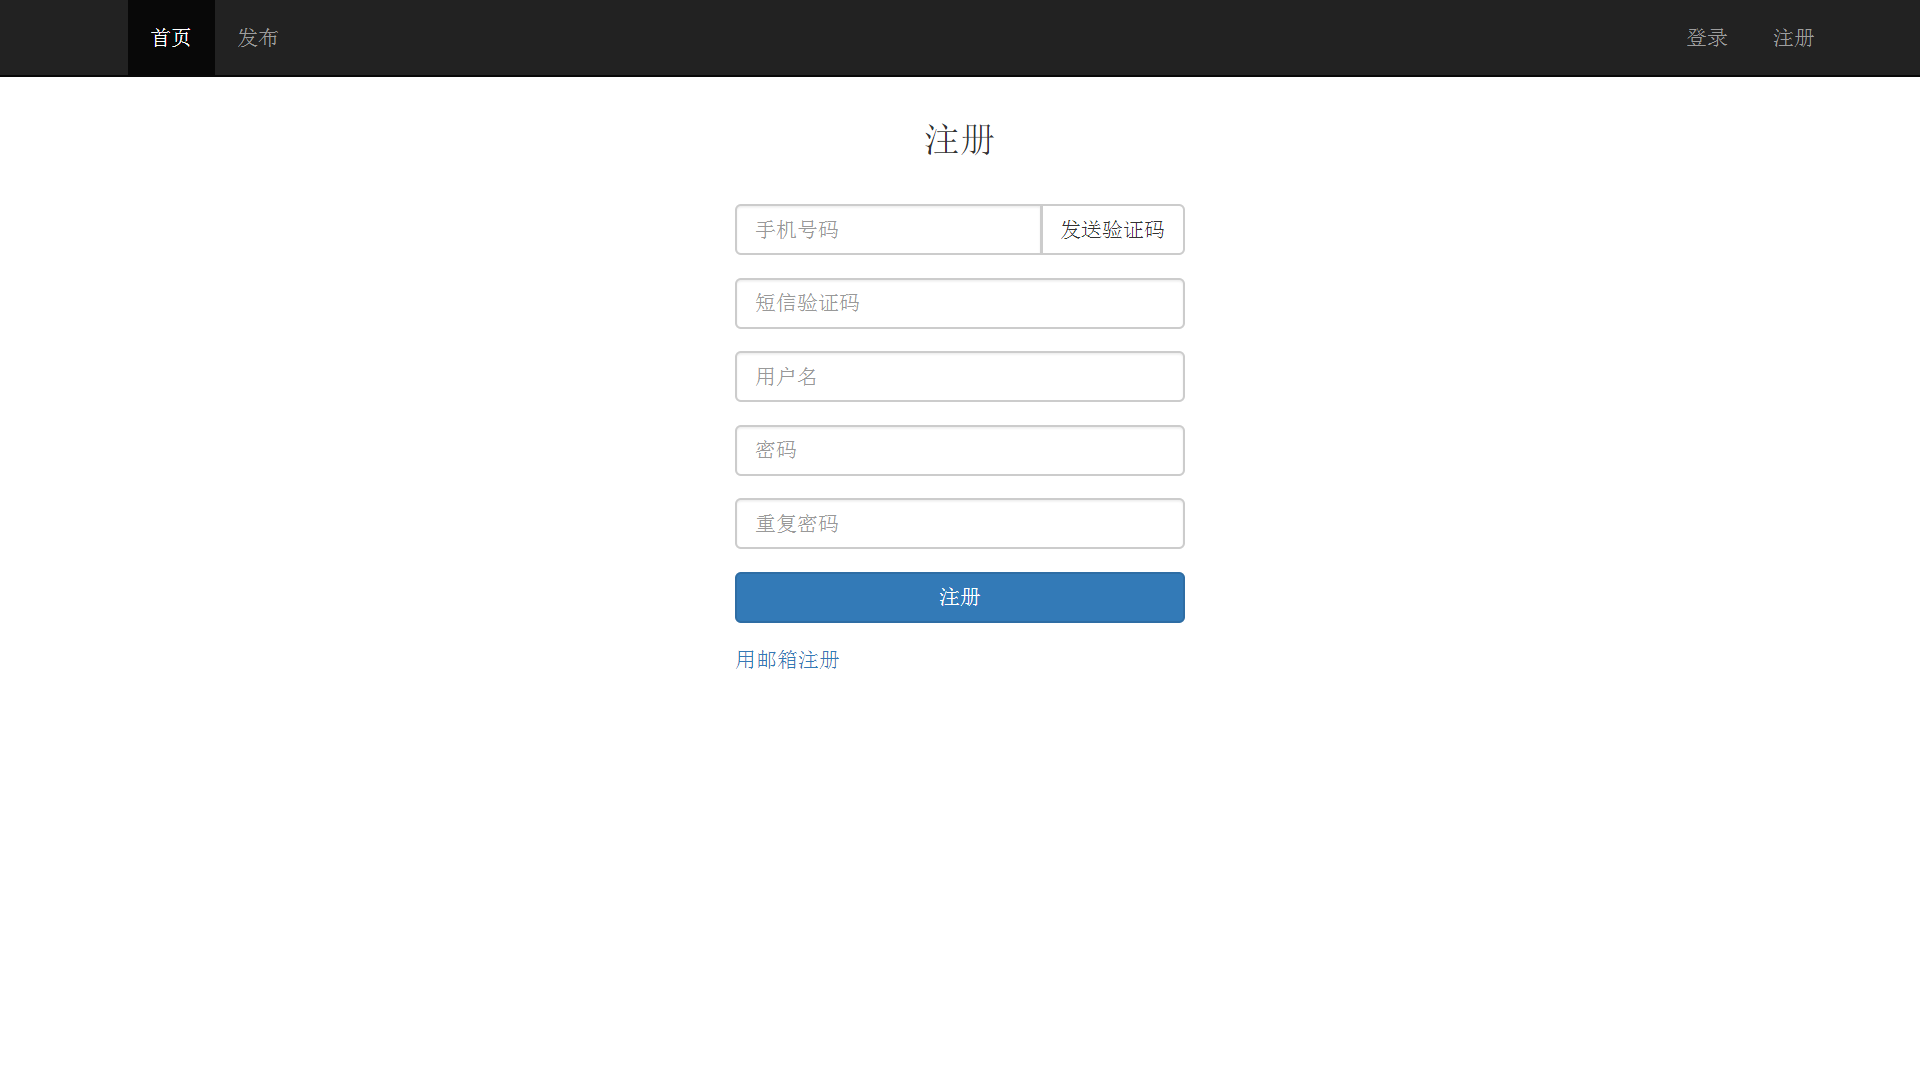 首页 发布 登录 注册
注册
手机号码 发送验证码
短信验证码
用户名
密码
重复密码
注册
用邮箱注册